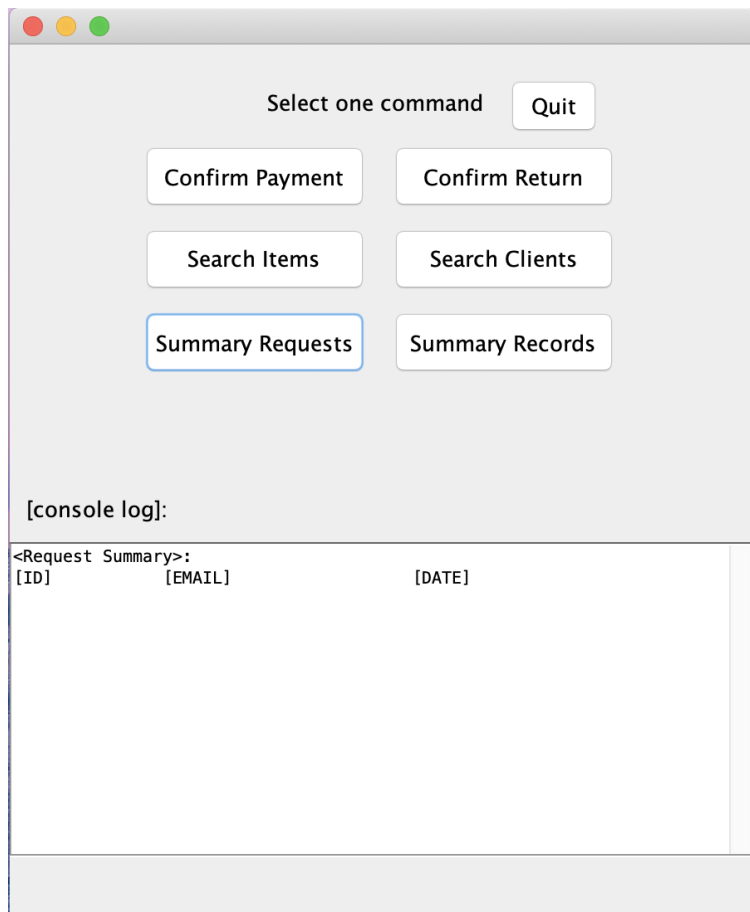 Select one command Quit
Confirm Payment Confirm Return
Search Items Search Clients
Summary Requests Summary Records
[console log]:
<Request Summary>:
[ID] [EMAIL] [DATE]